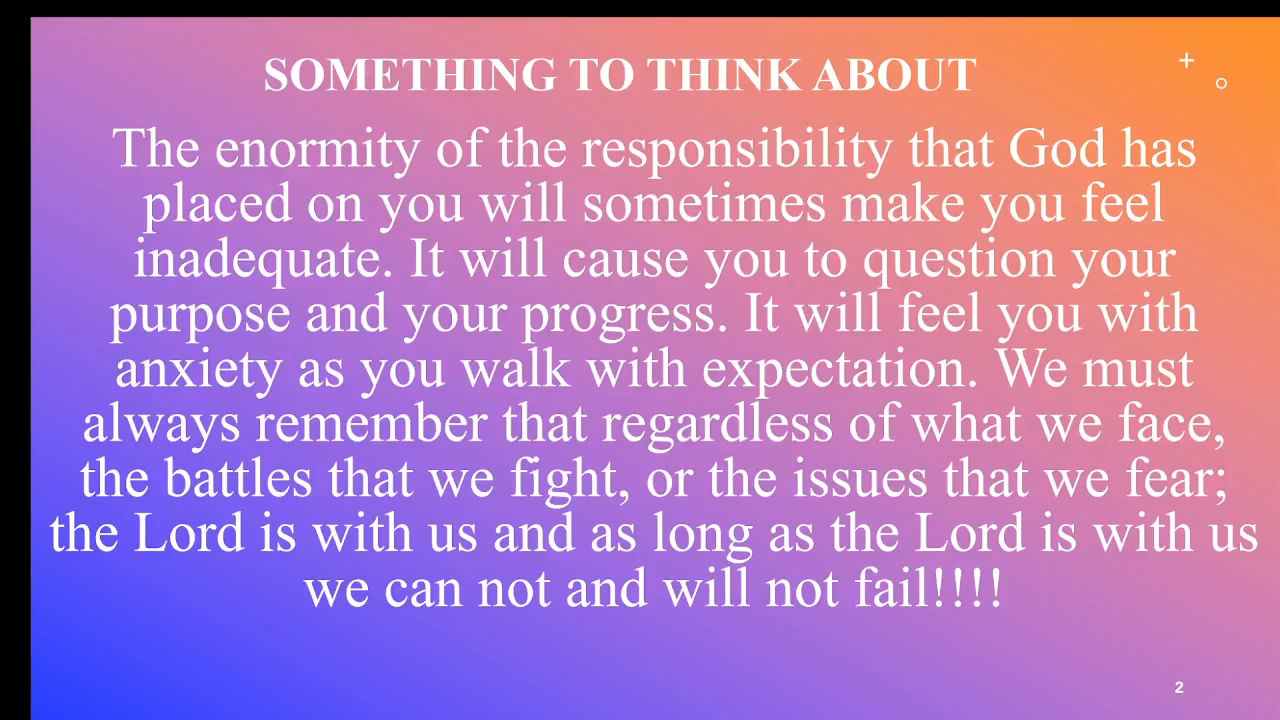 SOMETHING TO THINK ABOUT
The enormity of the responsibility that God has
placed on you will sometimes make you feel
inadequate. It will cause you to question your
purpose and your progress. It will feel you with
anxiety as you walk with expectation. We must
always remember that regardless of what we face,
the battles that we fight, or the issues that we fear;
the Lord is with us and as long as the Lord is with us
we can not and will not fail!!!!
2